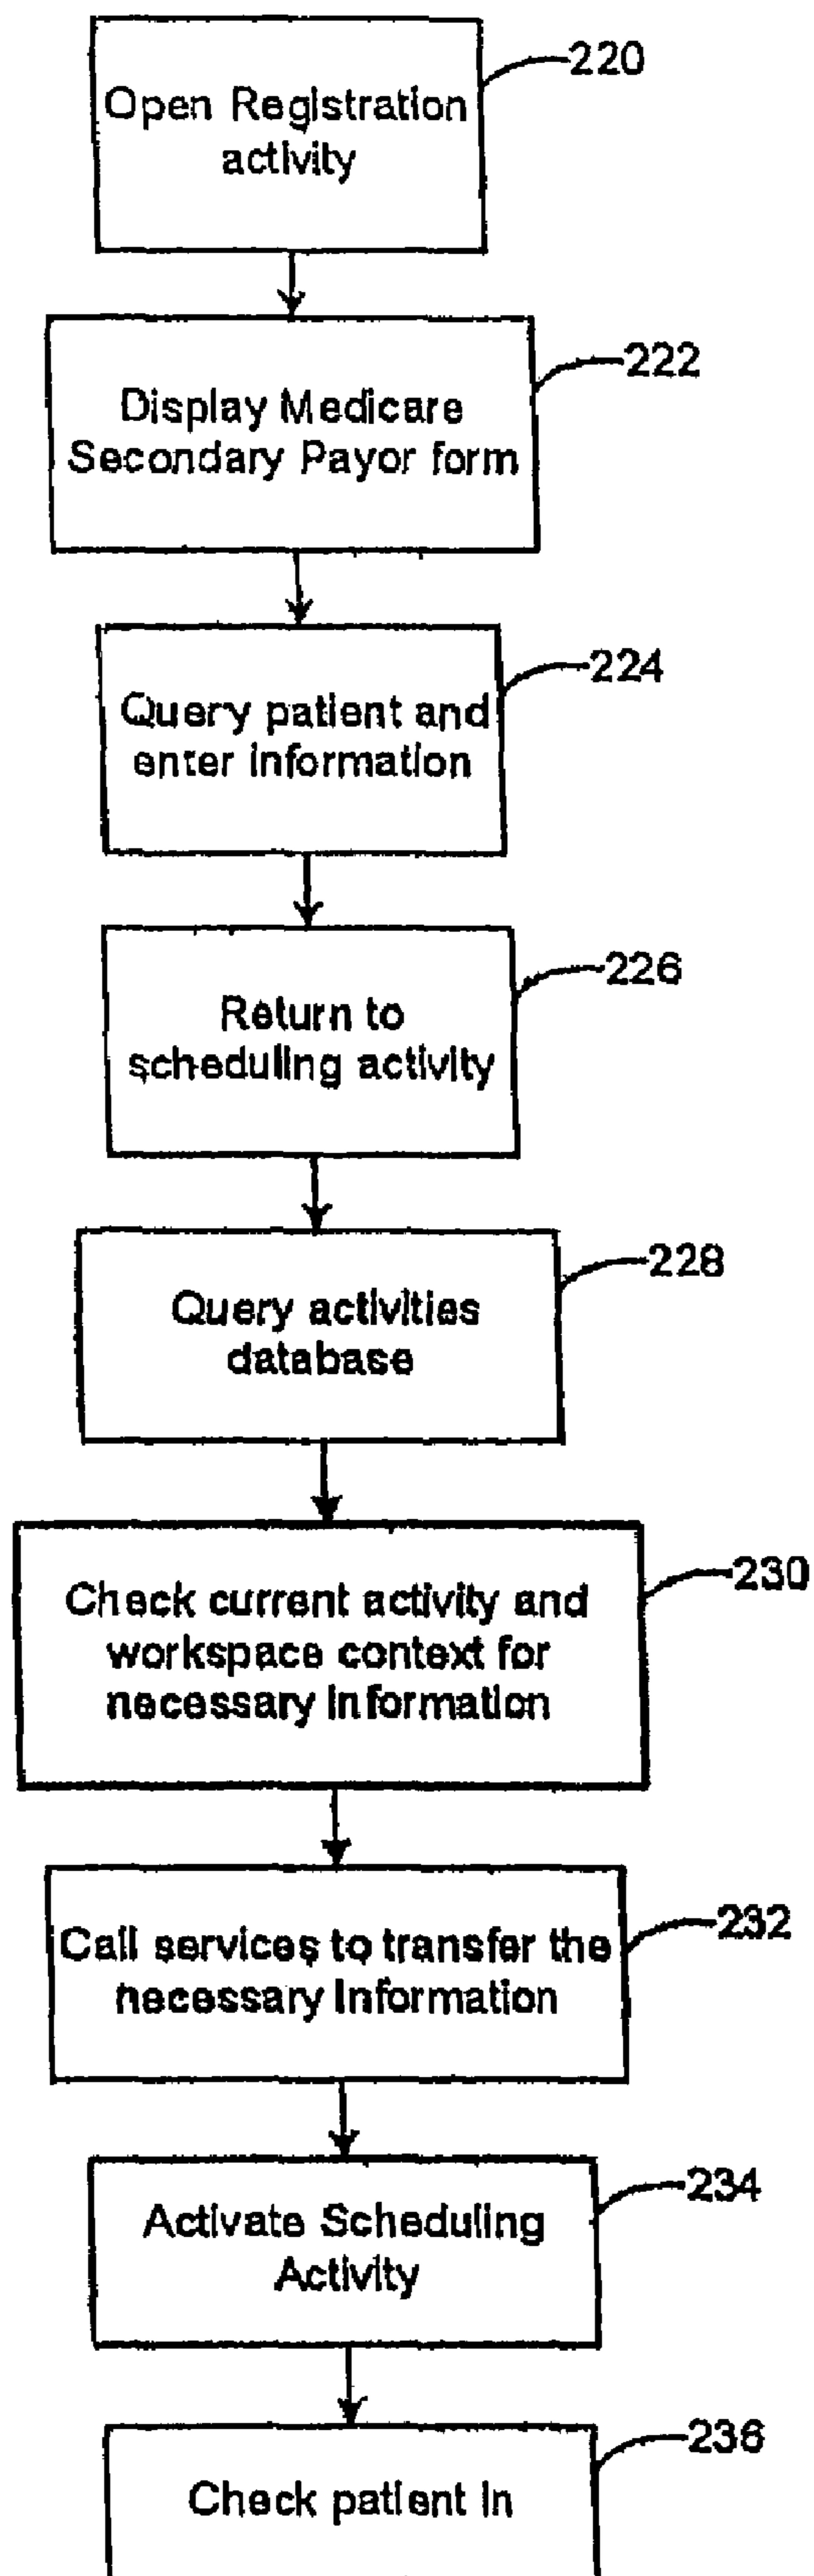 220
Open Registration
activity
222
Display Medicare
Secondary Payor form
224
Query patient and
enter information
226
Return to
scheduling activity
228
Query activities
database
230
Check current activity and
workspace context for
necessary information
232
Call services to transfer the
necessary information
234
Activate Scheduling
Activity
236
Check patient in